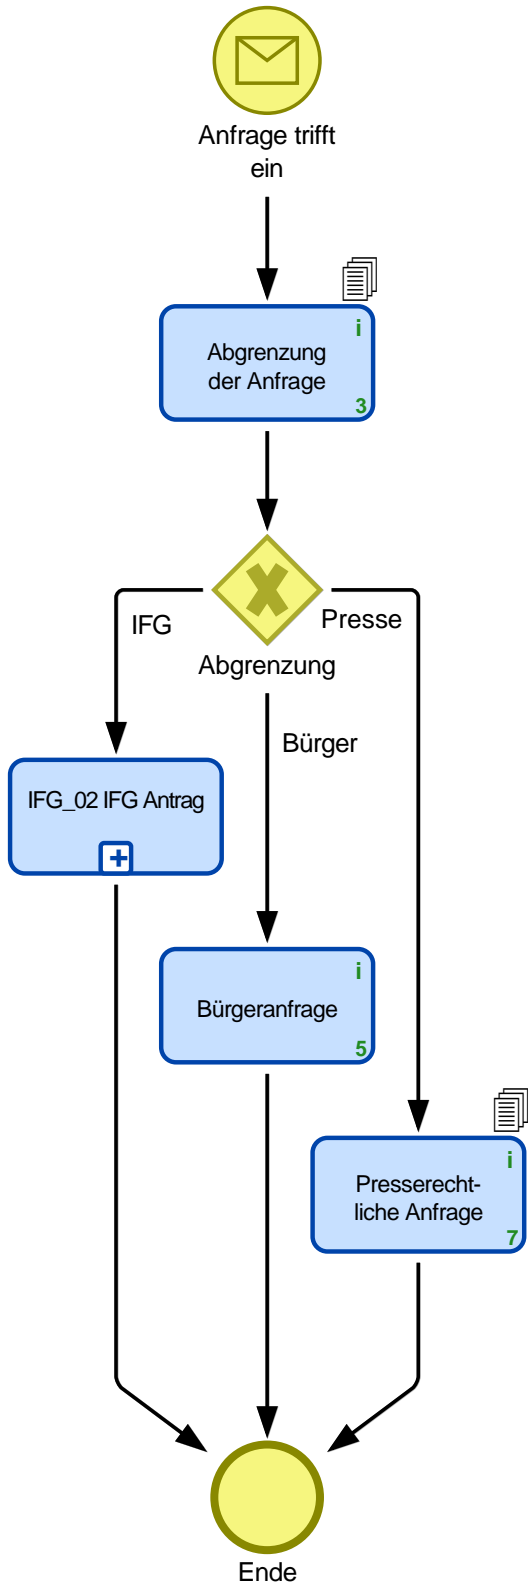 Anfrage trifft
ein
i
Abgrenzung
der Anfrage
3
IFG
Presse
Abgrenzung
Bürger
IFG_02 IFG Antrag
i
Bürgeranfrage
5
i
Presserecht-
liche Anfrage
7
Ende